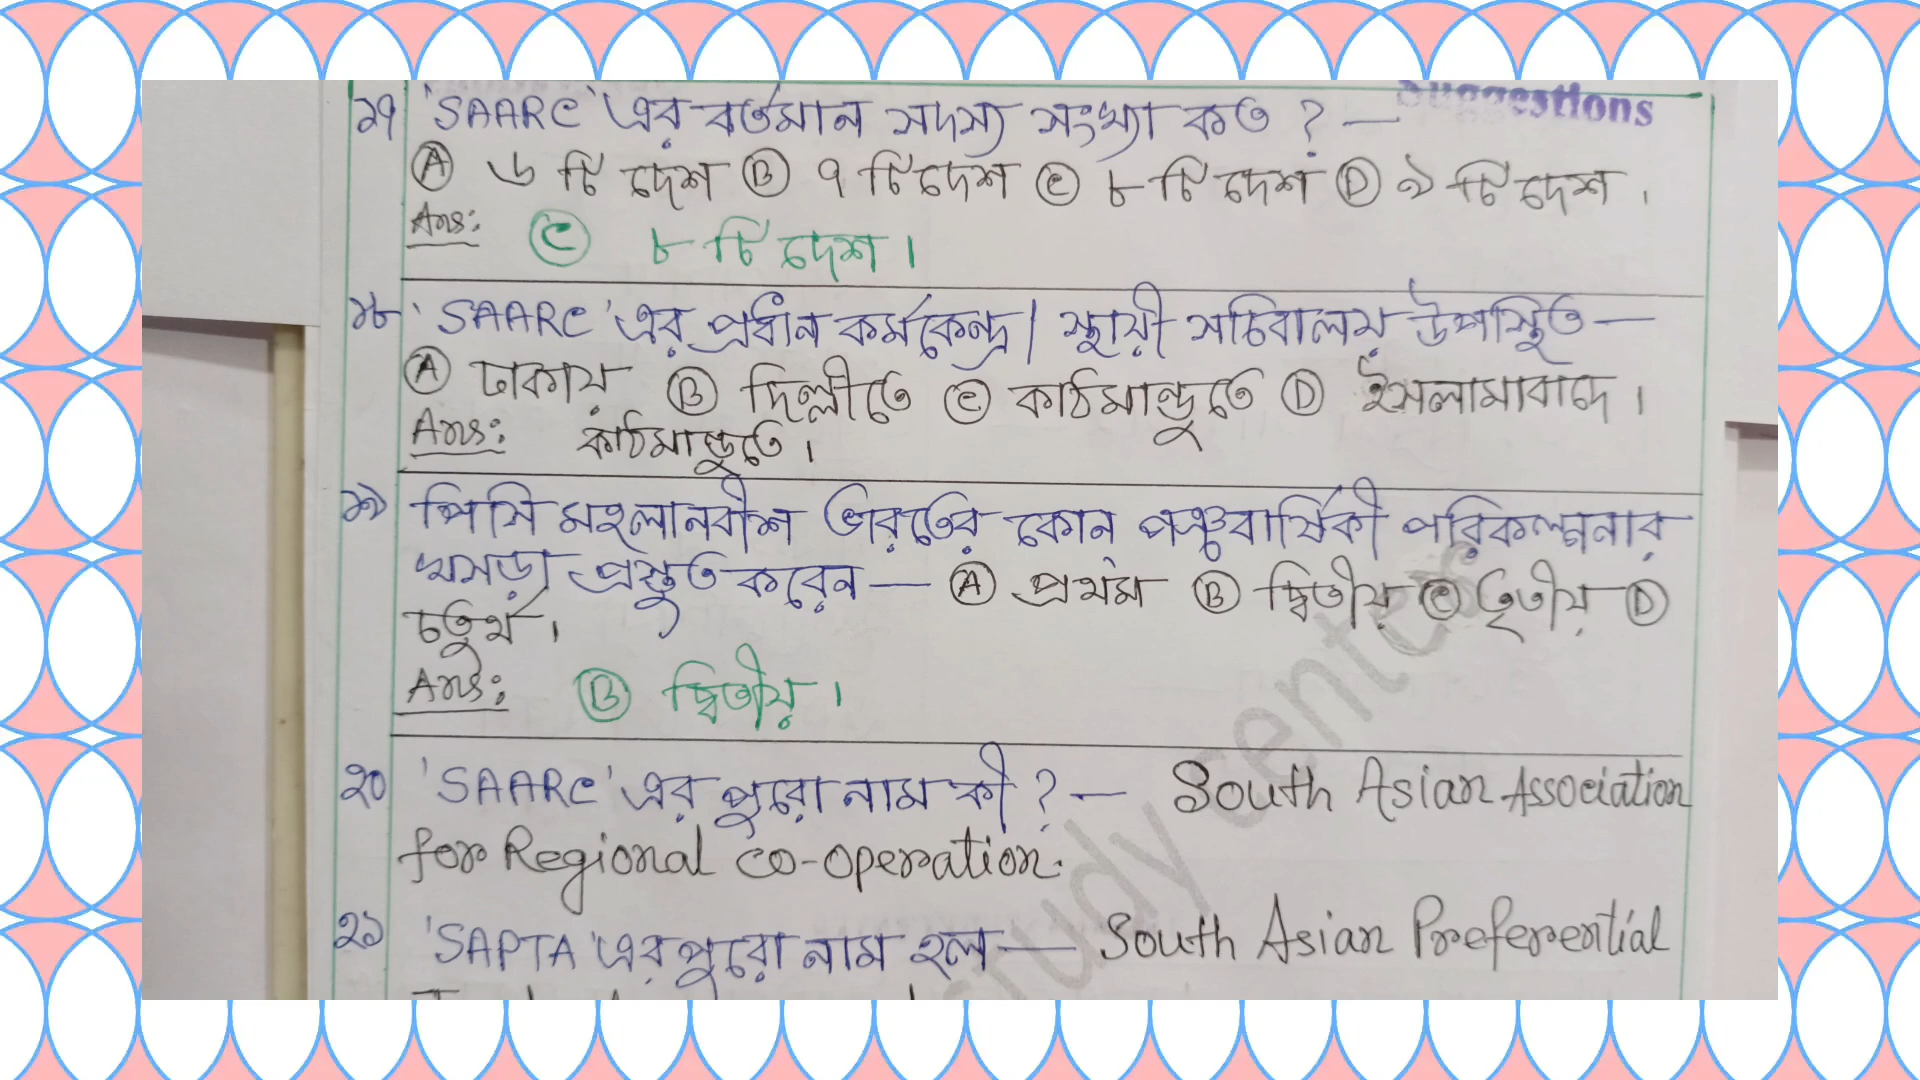 Suggestions
১৭ 'SAARC' এর বর্তমান সদস্য সংখ্যা কত ? —
Ⓐ ৬ টি দেশ Ⓑ ৭ টি দেশ Ⓒ ৮ টি দেশ Ⓓ ৯ টি দেশ ।
Ans: Ⓒ ৮ টি দেশ ।
১৮ 'SAARC' এর প্রধান কর্মকেন্দ্র / স্থায়ী সচিবালয় উপস্থিত —
Ⓐ ঢাকায় Ⓑ দিল্লীতে Ⓒ কাঠমান্ডুতে Ⓓ ইসলামাবাদে ।
Ans: কাঠমান্ডুতে ।
১৯ পিসি মহলানবীশ ভারতের কোন্ পঞ্চবার্ষিকী পরিকল্পনার
খসড়া প্রস্তুত করেন — Ⓐ প্রথম Ⓑ দ্বিতীয় Ⓒ তৃতীয় Ⓓ
চতুর্থ ।
Ans: Ⓑ দ্বিতীয় ।
২০ 'SAARC' এর পুরো নাম কী ? — South Asian Association
for Regional co-operation.
২১ 'SAPTA' এর পুরো নাম হল — South Asian Preferential
study center